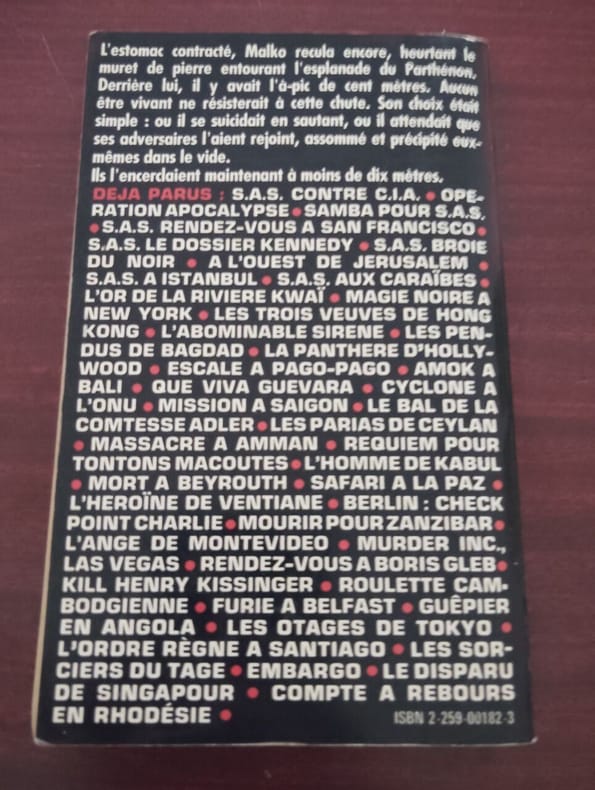 L'estomac contracté, Malko recula encore, heurtant le
muret de pierre entourant l'esplanade du Parthénon.
Derrière lui, il y avait l'à-pic de cent mètres. Aucun
être vivant ne résisterait à cette chute. Son choix était
simple : ou il se suicidait en sautant, ou il attendait que
ses adversaires l'aient rejoint, assommé et précipité eux-
mêmes dans le vide.
Ils l'encerclaient maintenant à moins de dix mètres.
DEJA PARUS : S.A.S. CONTRE C.I.A. • OPE-
RATION APOCALYPSE • SAMBA POUR S.A.S.
• S.A.S. RENDEZ-VOUS A SAN FRANCISCO •
S.A.S. LE DOSSIER KENNEDY • S.A.S. BROIE
DU NOIR • A L'OUEST DE JERUSALEM •
S.A.S. A ISTANBUL • S.A.S. AUX CARAÏBES •
L'OR DE LA RIVIERE KWAÏ • MAGIE NOIRE A
NEW YORK • LES TROIS VEUVES DE HONG
KONG • L'ABOMINABLE SIRENE • LES PEN-
DUS DE BAGDAD • LA PANTHERE D'HOLLY-
WOOD • ESCALE A PAGO-PAGO • AMOK A
BALI • QUE VIVA GUEVARA • CYCLONE A
L'ONU • MISSION A SAIGON • LE BAL DE LA
COMTESSE ADLER • LES PARIAS DE CEYLAN
• MASSACRE A AMMAN • REQUIEM POUR
TONTONS MACOUTES • L'HOMME DE KABUL
• MORT A BEYROUTH • SAFARI A LA PAZ •
L'HEROÏNE DE VENTIANE • BERLIN : CHECK
POINT CHARLIE • MOURIR POUR ZANZIBAR •
L'ANGE DE MONTEVIDEO • MURDER INC.,
LAS VEGAS • RENDEZ-VOUS A BORIS GLEB •
KILL HENRY KISSINGER • ROULETTE CAM-
BODGIENNE • FURIE A BELFAST • GUÊPIER
EN ANGOLA • LES OTAGES DE TOKYO •
L'ORDRE RÈGNE A SANTIAGO • LES SOR-
CIERS DU TAGE • EMBARGO • LE DISPARU
DE SINGAPOUR • COMPTE A REBOURS
EN RHODÉSIE • ISBN 2-259-00182-3